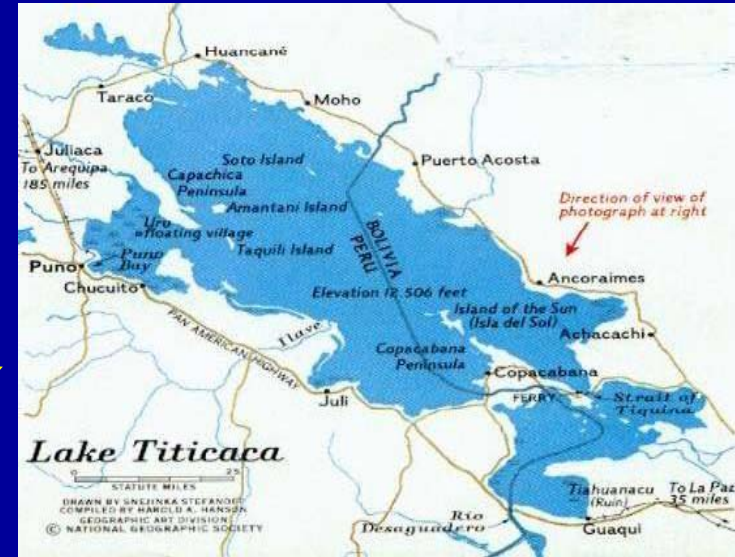 Huancané
Taraco
Moho
Juliaca
To Arequipa
185 miles
Soto Island
Puerto Acosta
Capachica
Peninsula
Amantani Island
Direction of view of
photograph at right
Uru
floating village
BOLIVIA
PERU
Taquili Island
Puno
Puno
Bay
Chucuito
Elevation 12,506 feet
Ancoraimes
Island of the Sun
(Isla del Sol)
Achacachi
PAN AMERICAN HIGHWAY
Ilave
Copacabana
Peninsula
Copacabana
Juli
FERRY
Strait of
Tiquina
Lake Titicaca
0 25
STATUTE MILES
DRAWN BY SNEJINKA STEFANOFF
COMPILED BY HAROLD A. HANSON
GEOGRAPHIC ART DIVISION
© NATIONAL GEOGRAPHIC SOCIETY
Tiahuanacu
(Ruin)
To La Paz
35 miles
Río
Desaguadero
Guaqui